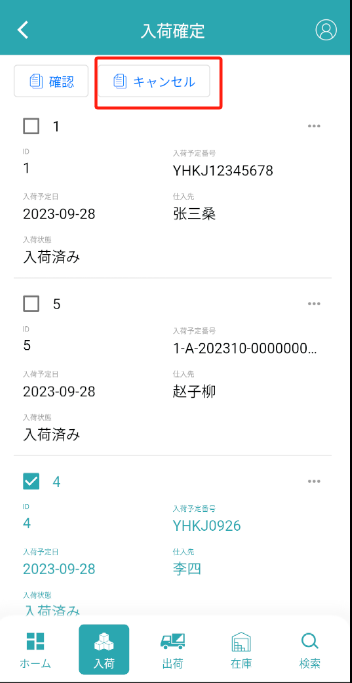 入荷確定
確認 キャンセル
1
ID 入荷予定番号
1 YHKJ12345678
入荷予定日 仕入先
2023-09-28 张三桑
入荷状態
入荷済み
5
ID 入荷予定番号
5 1-A-202310-0000000...
入荷予定日 仕入先
2023-09-28 赵子柳
入荷状態
入荷済み
4
ID 入荷予定番号
4 YHKJ0926
入荷予定日 仕入先
2023-09-28 李四
入荷状態
入荷済み
ホーム 入荷 出荷 在庫 検索